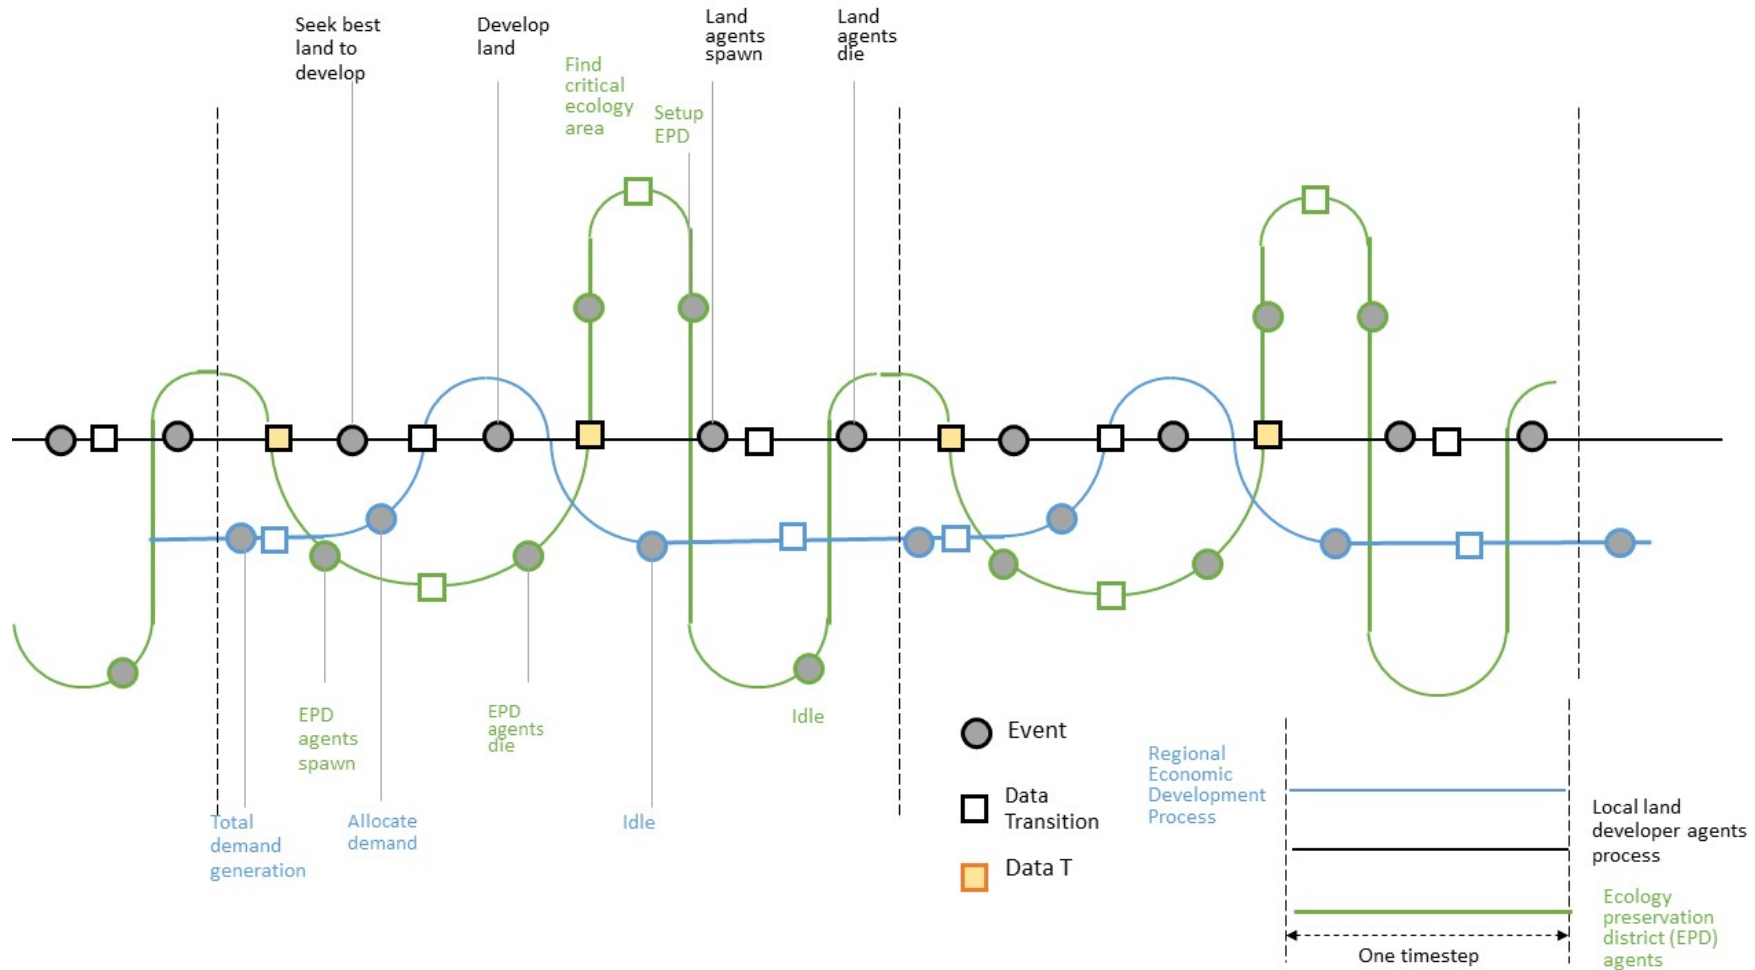 Seek best
land to
develop
Develop
land
Find
critical
ecology
area
Setup
EPD
Land
agents
spawn
Land
agents
die
EPD
agents
spawn
EPD
agents
die
Idle
Total
demand
generation
Allocate
demand
Idle
Event
Data
Transition
Data T
Regional
Economic
Development
Process
Local land
developer agents
process
Ecology
preservation
district (EPD)
agents
One timestep